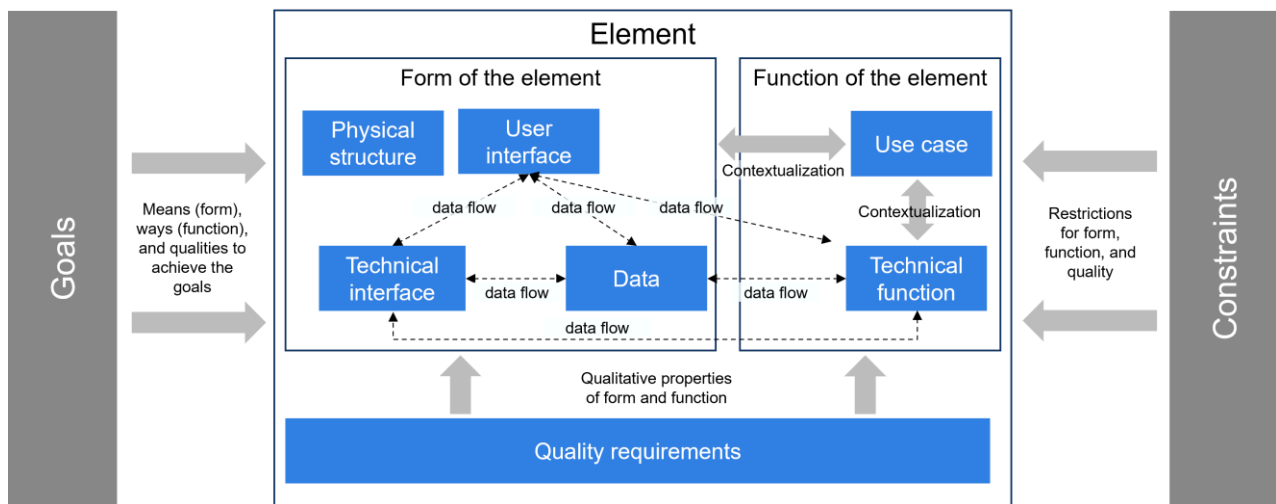 Element
Form of the element
Function of the element
Physical
structure
User
interface
Use case
Contextualization
Contextualization
data flow
data flow
data flow
Technical
interface
Data
Technical
function
data flow
data flow
data flow
Qualitative properties
of form and function
Quality requirements
Goals
Means (form),
ways (function),
and qualities to
achieve the
goals
Restrictions
for form,
function, and
quality
Constraints